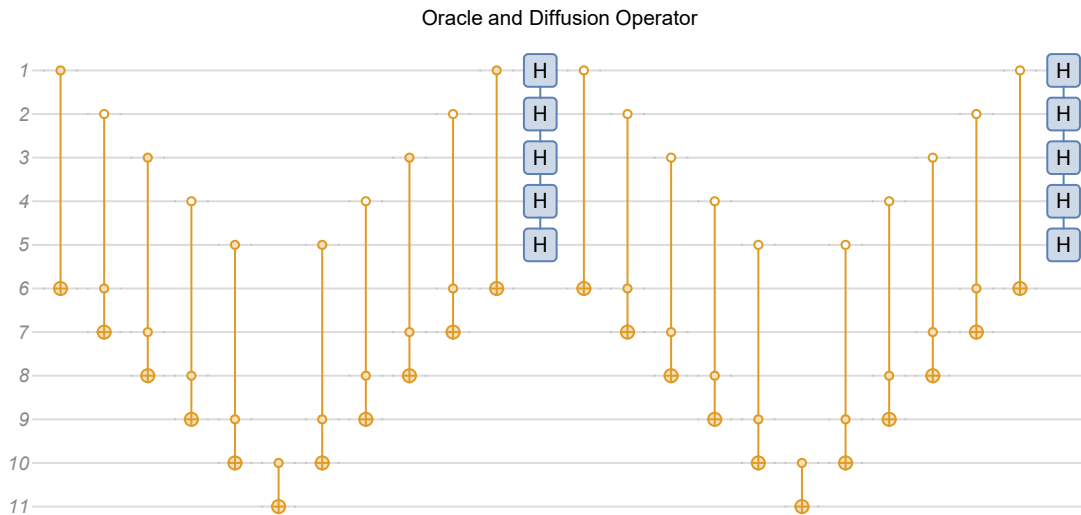 Oracle and Diffusion Operator
1 H H
2 H H
3 H H
4 H H
5 H H
6
7
8
9
10
11